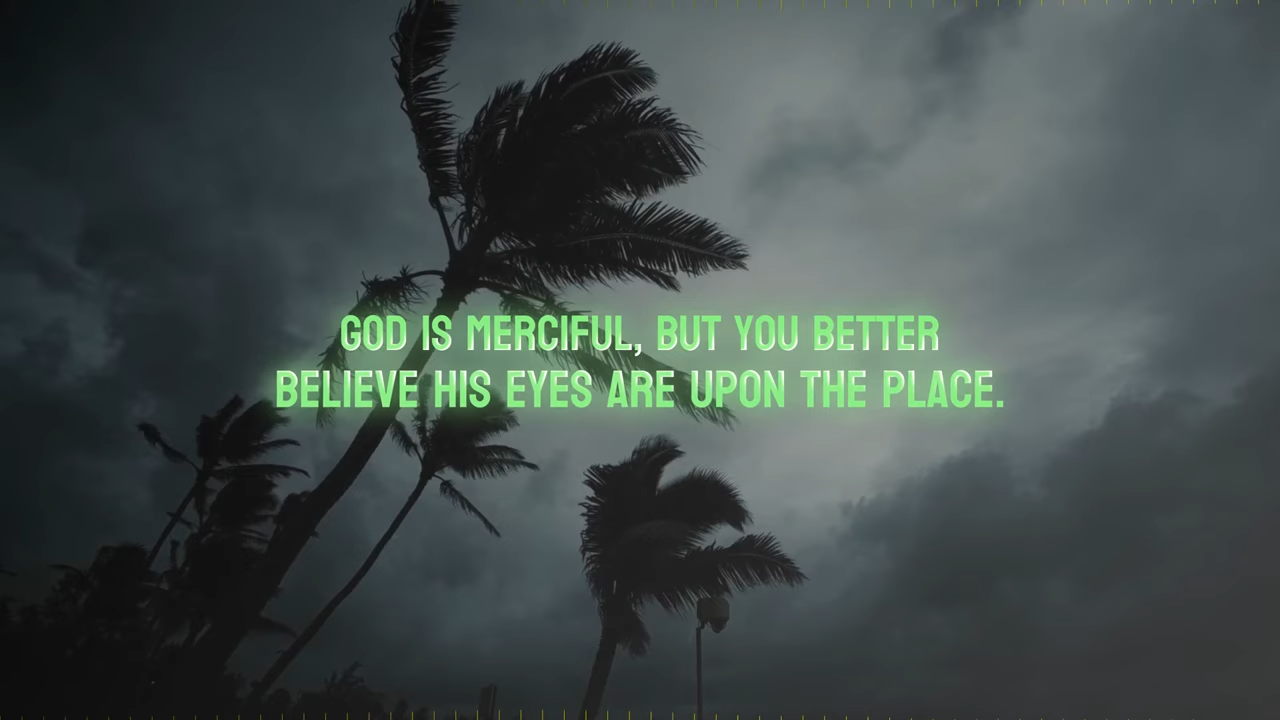 GOD IS MERCIFUL, BUT YOU BETTER
BELIEVE HIS EYES ARE UPON THE PLACE.